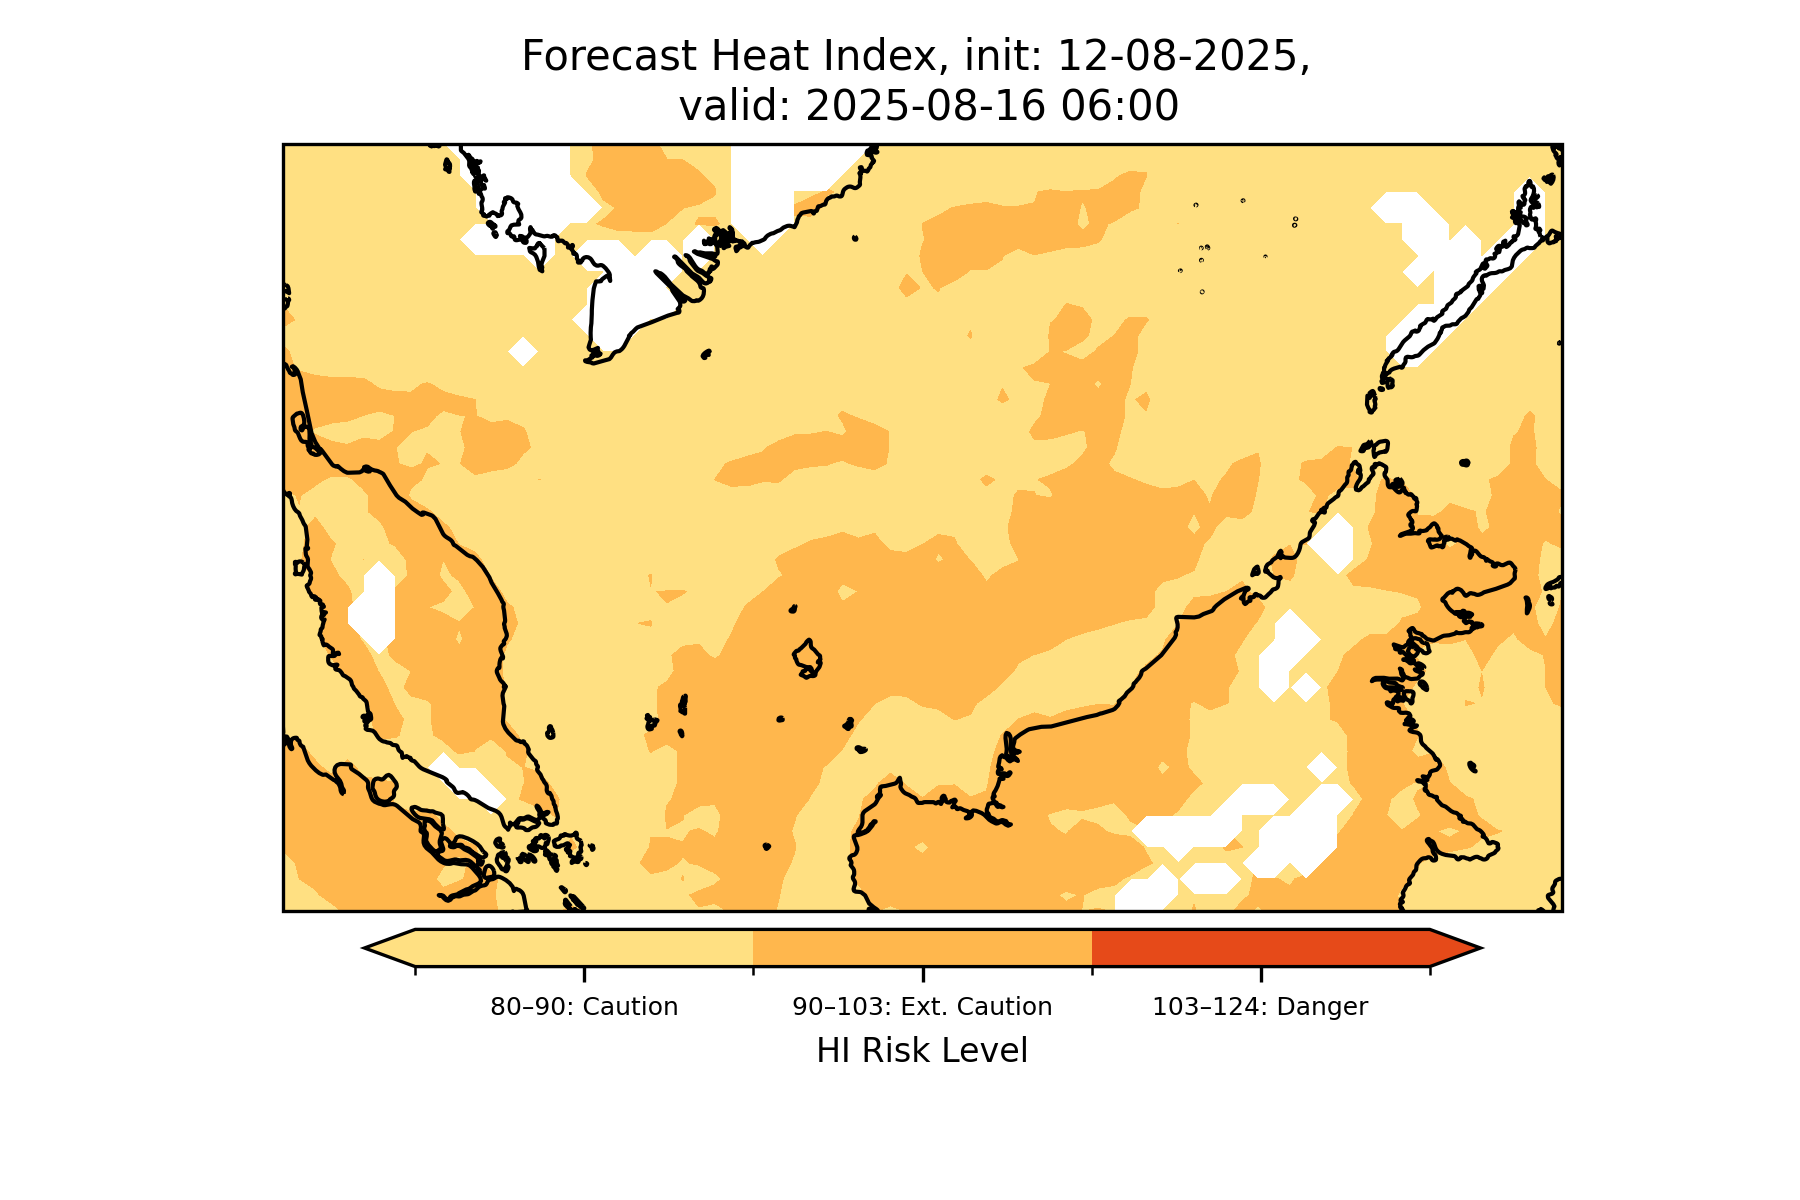 Forecast Heat Index, init: 12-08-2025,
valid: 2025-08-16 06:00
80–90: Caution
90–103: Ext. Caution
103–124: Danger
HI Risk Level